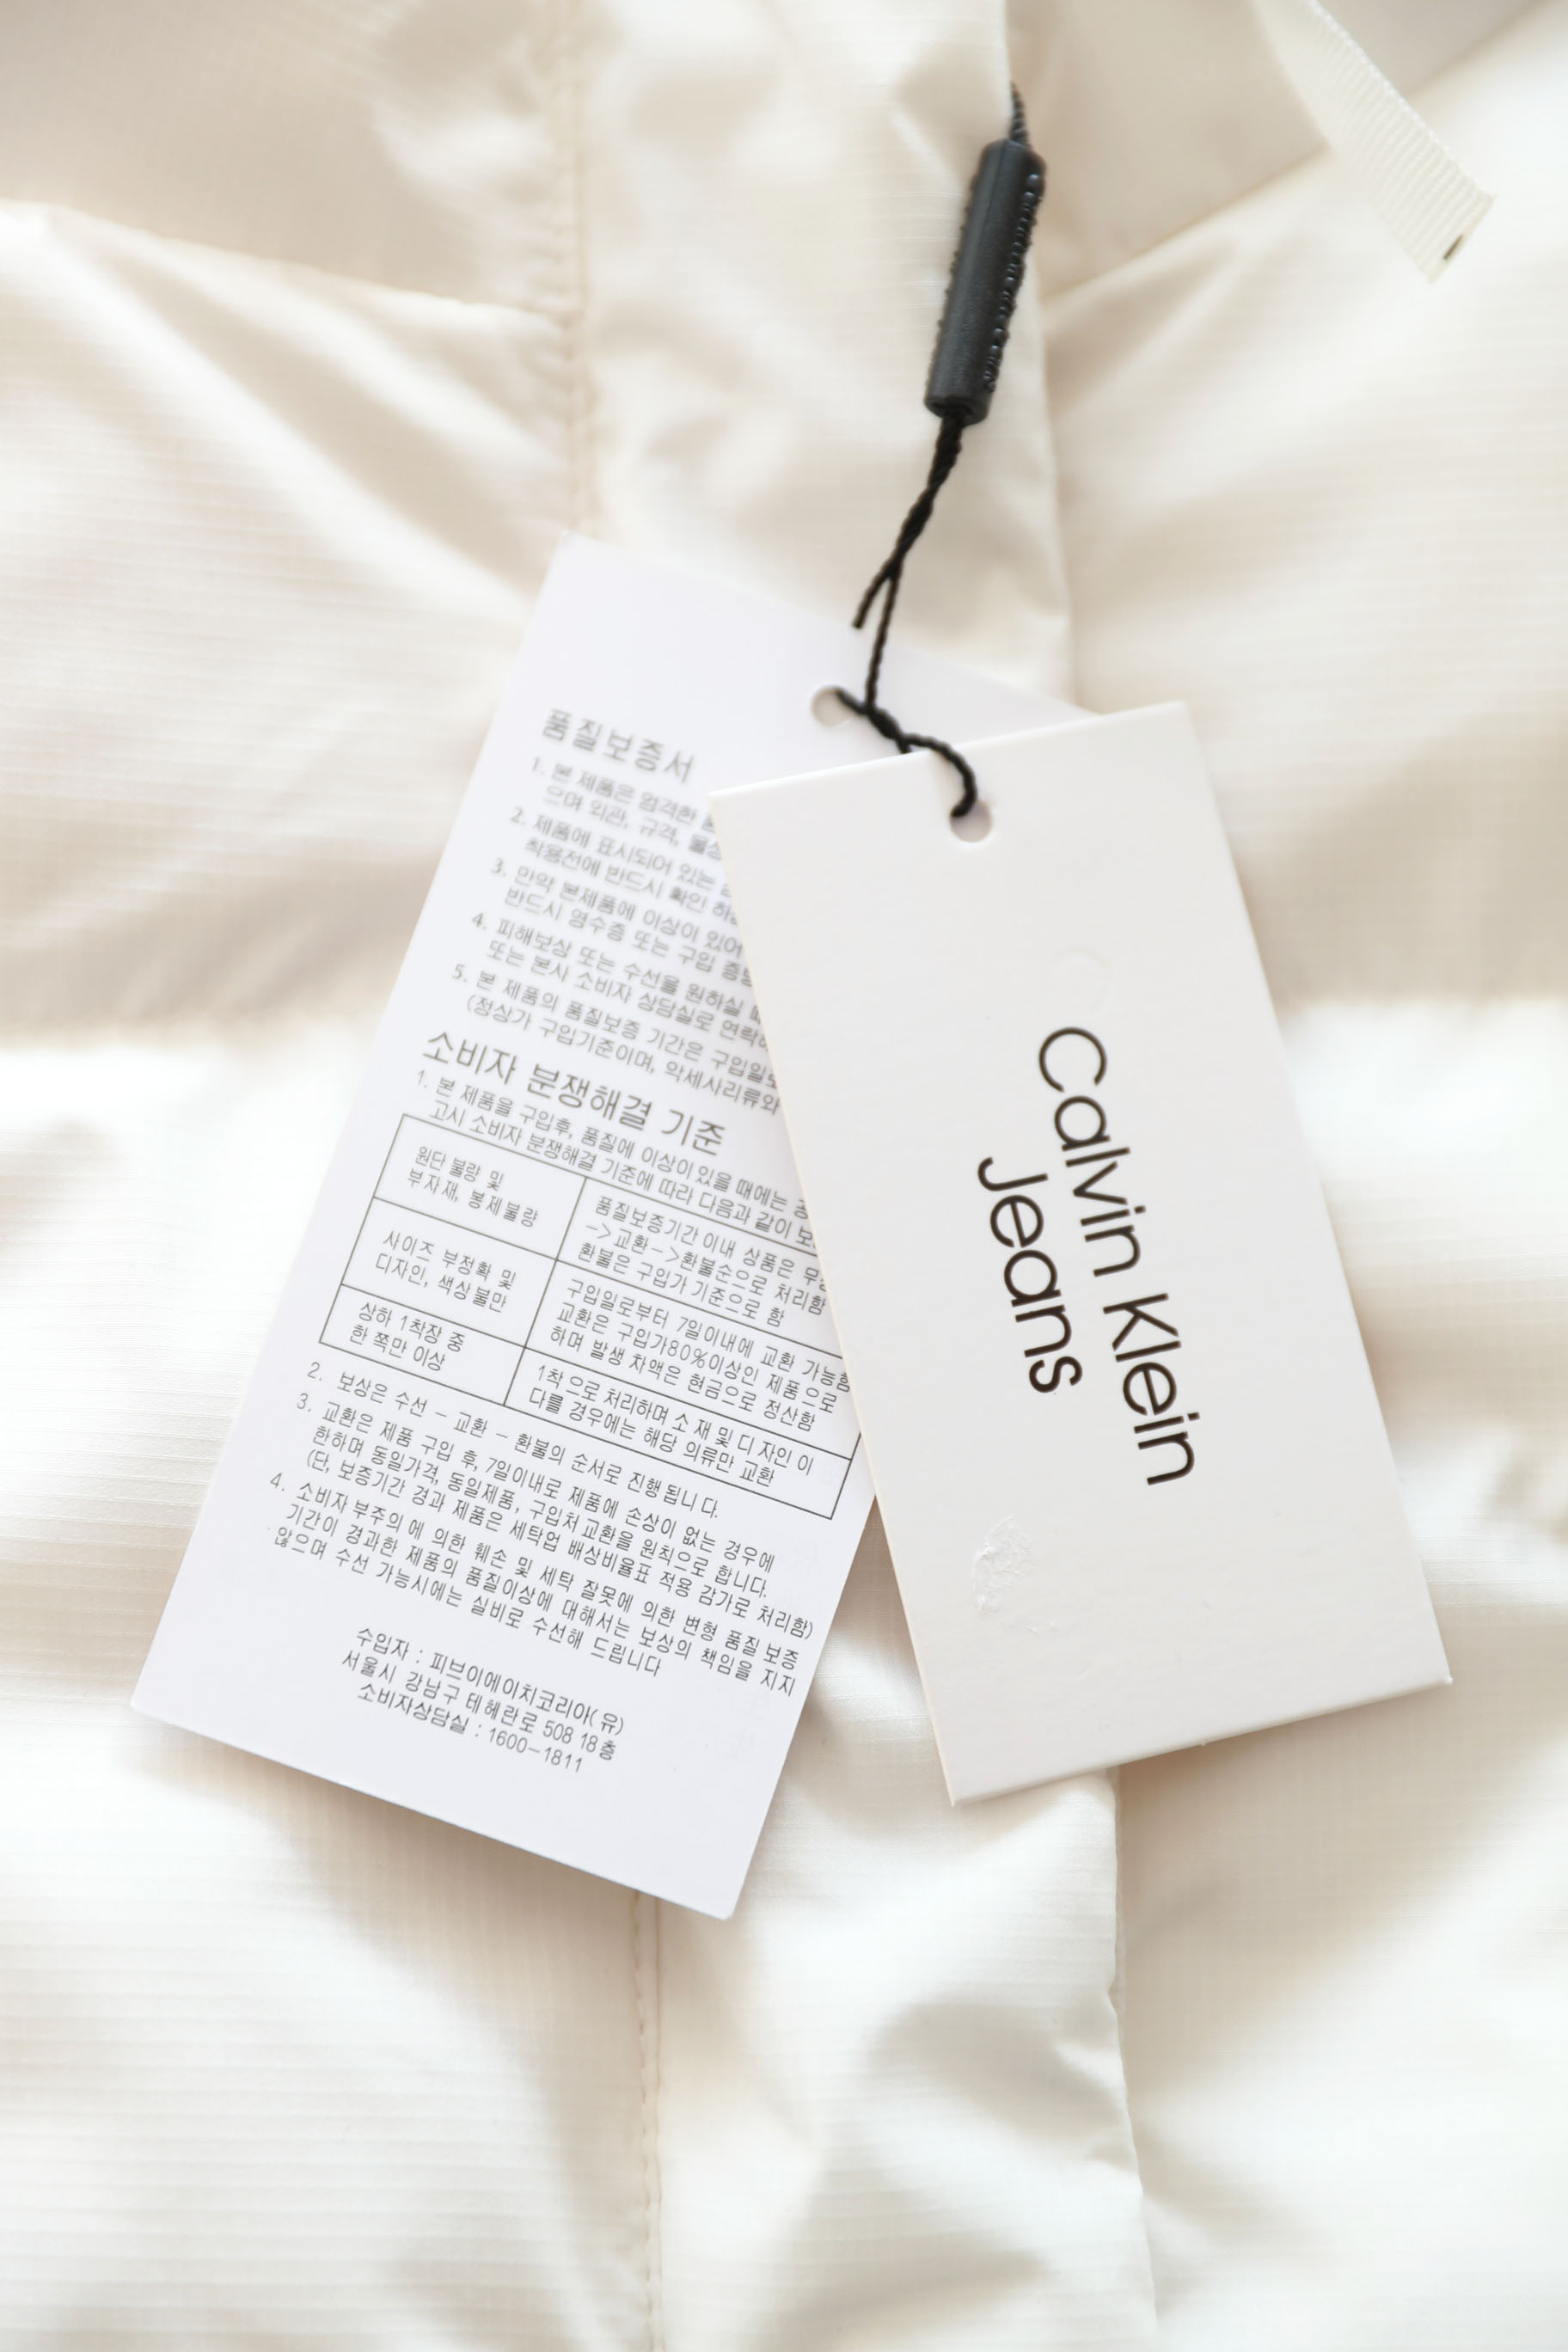 품질보증서
1. 본 제품은 엄격한
으며 외관, 규격, 물성
2. 제품에 표시되어 있는
착용전에 반드시 확인 하
3. 만약 본제품에 이상이 있어
반드시 영수증 또는 구입 증빙
4. 피해보상 또는 수선을 원하실
또는 본사 소비자 상담실로 연락
5. 본 제품의 품질보증 기간은 구입일로
(정상가 구입기준이며, 악세사리류와
소비자 분쟁해결 기준
1. 본 제품을 구입후, 품질에 이상이 있을 때에는
고시 소비자 분쟁해결 기준에 따라 다음과 같이
원단 불량 및
부자재, 봉제불량
품질보증기간 이내 상품은
->교환->환불순으로 처리함
환불은 구입가 기준으로 함
사이즈 부정확 및
디자인, 색상불만
구입일로부터 7일이내에 교환 가능함
교환은 구입가80%이상인 제품으로
하며 발생 차액은 현금으로 정산함
상하 1착장 중
한 쪽만 이상
1착으로 처리하며 소재 및 디자인 이
다를 경우에는 해당 의류만 교환
2. 보상은 수선 - 교환 - 환불의 순서로 진행됩니다.
3. 교환은 제품 구입 후, 7일이내로 제품에 손상이 없는 경우에
한하며 동일가격, 동일제품, 구입처교환을 원칙으로 합니다.
(단, 보증기간 경과 제품은 세탁업 배상비율표 적용 감가로 처리함)
4. 소비자 부주의에 의한 훼손 및 세탁 잘못에 의한 변형 품질보증
기간이 경과한 제품의 품질이상에 대해서는 보상의 책임을 지지
않으며 수선 가능시에는 실비로 수선해 드립니다
수입자 : 피브이에이치코리아(유)
서울시 강남구 테헤란로 508 18층
소비자상담실 : 1600-1811
Calvin Klein
Jeans